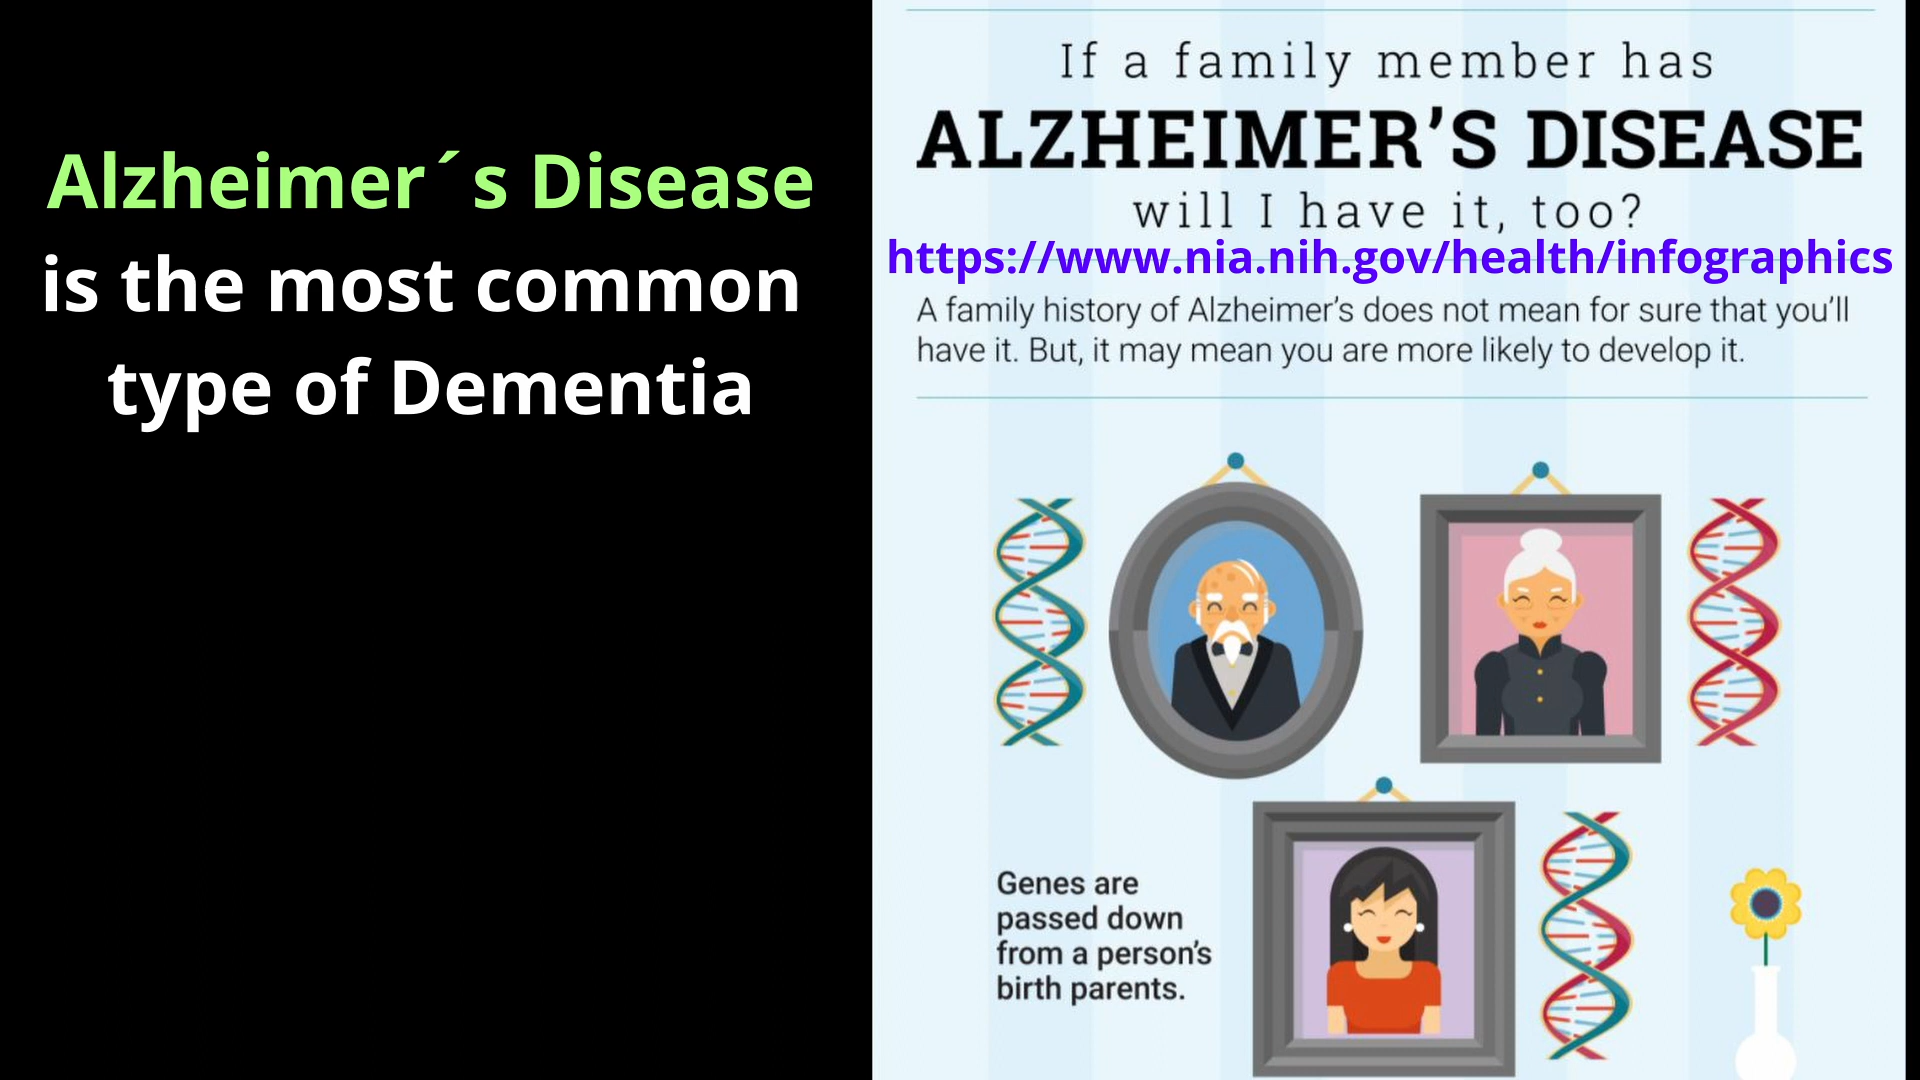 Alzheimer´s Disease
is the most common
type of Dementia
If a family member has
ALZHEIMER’S DISEASE
will I have it, too?
https://www.nia.nih.gov/health/infographics
A family history of Alzheimer’s does not mean for sure that you’ll
have it. But, it may mean you are more likely to develop it.
Genes are
passed down
from a person’s
birth parents.